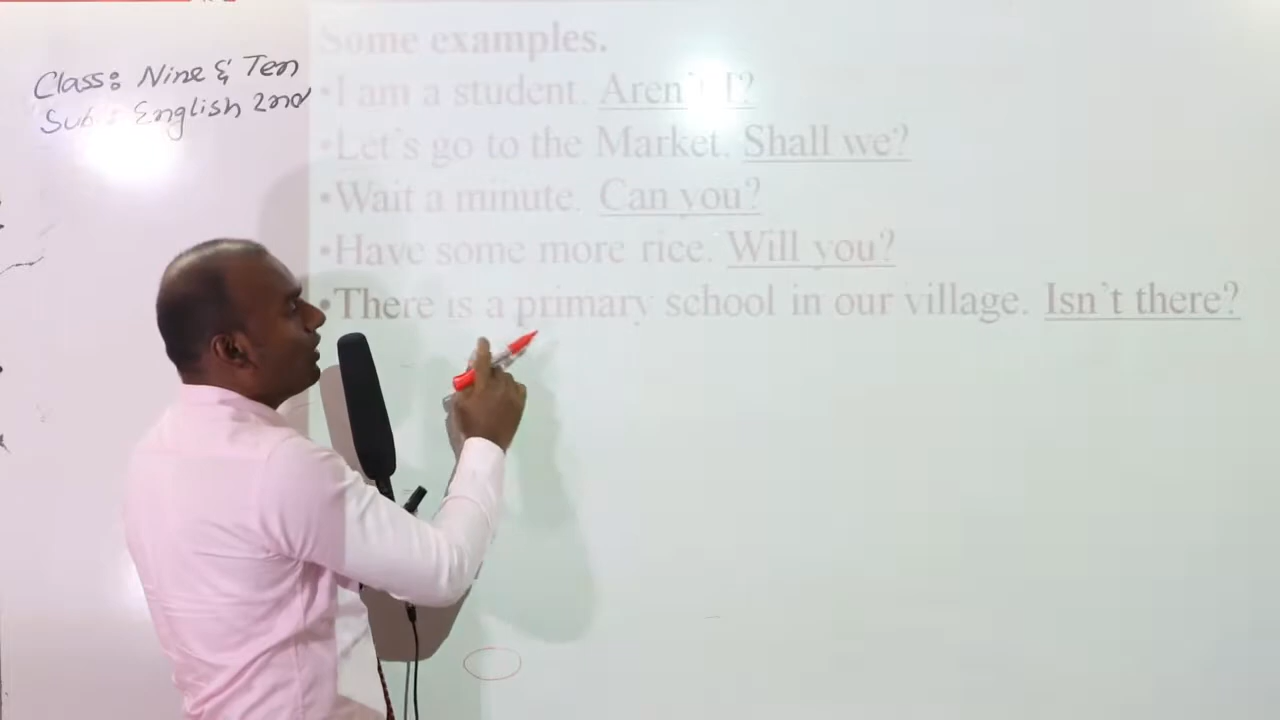 Class: Nine & Ten
Sub: English 2nd
Some examples.
•I am a student. Aren't I?
•Let's go to the Market. Shall we?
•Wait a minute. Can you?
•Have some more rice. Will you?
•There is a primary school in our village. Isn't there?